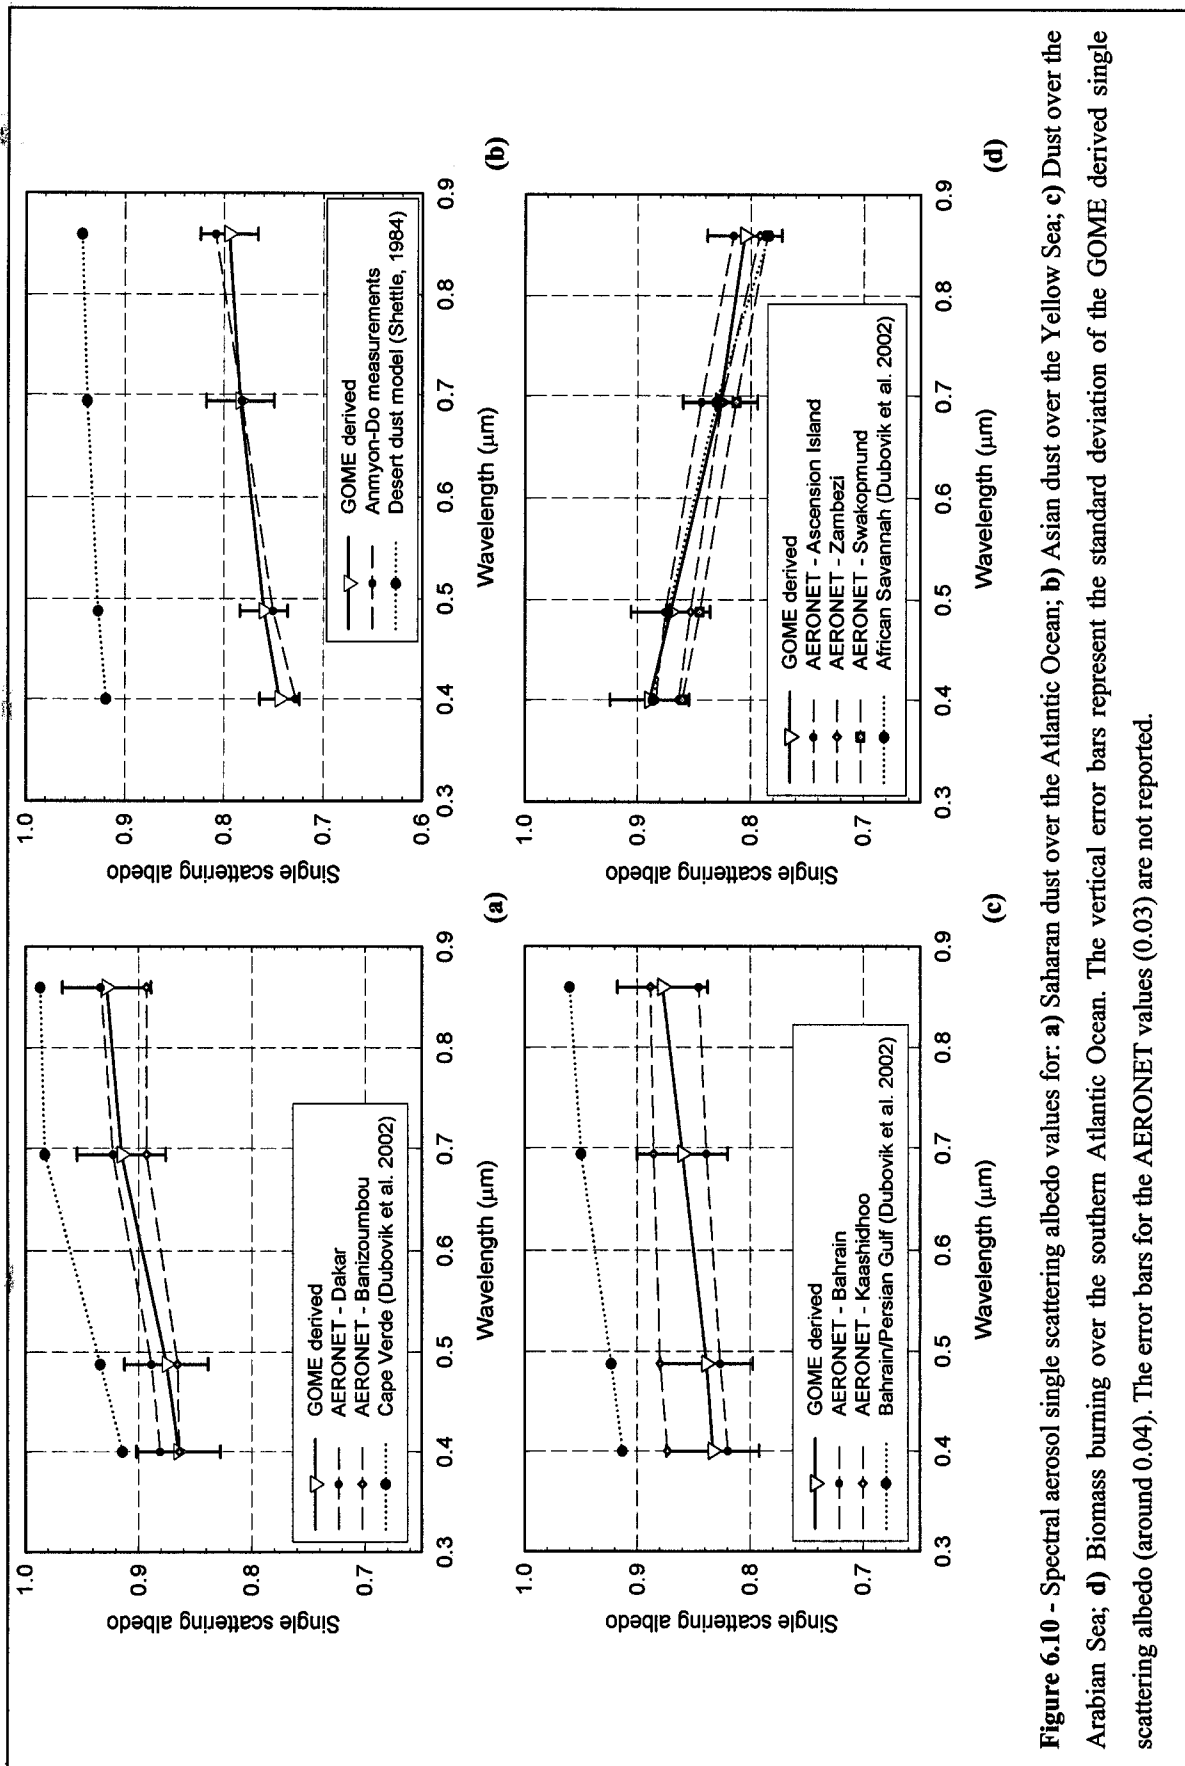 Single scattering albedo
1.0
0.9
0.8
0.7
GOME derived
AERONET - Dakar
AERONET - Banizoumbou
Cape Verde (Dubovik et al. 2002)
0.3 0.4 0.5 0.6 0.7 0.8 0.9
Wavelength (μm)
(a)
Single scattering albedo
1.0
0.9
0.8
0.7
0.6
GOME derived
Anmyon-Do measurements
Desert dust model (Shettle, 1984)
0.3 0.4 0.5 0.6 0.7 0.8 0.9
Wavelength (μm)
(b)
Single scattering albedo
1.0
0.9
0.8
0.7
GOME derived
AERONET - Bahrain
AERONET - Kaashidhoo
Bahrain/Persian Gulf (Dubovik et al. 2002)
0.3 0.4 0.5 0.6 0.7 0.8 0.9
Wavelength (μm)
(c)
Single scattering albedo
1.0
0.9
0.8
0.7
GOME derived
AERONET - Ascension Island
AERONET - Zambezi
AERONET - Swakopmund
African Savannah (Dubovik et al. 2002)
0.3 0.4 0.5 0.6 0.7 0.8 0.9
Wavelength (μm)
(d)
Figure 6.10 - Spectral aerosol single scattering albedo values for: a) Saharan dust over the Atlantic Ocean; b) Asian dust over the Yellow Sea; c) Dust over the
Arabian Sea; d) Biomass burning over the southern Atlantic Ocean. The vertical error bars represent the standard deviation of the GOME derived single
scattering albedo (around 0.04). The error bars for the AERONET values (0.03) are not reported.